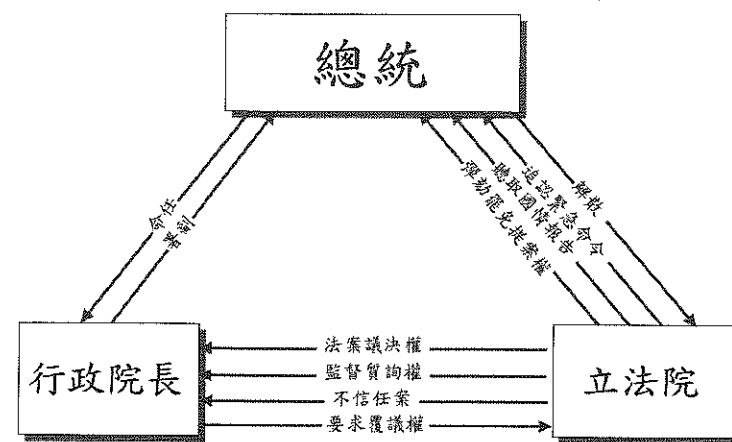 總統
任命
副署
解散
追認緊急命令
聽取國情報告
彈劾罷免提案權
行政院長
法案議決權
監督質詢權
不信任案
要求覆議權
立法院